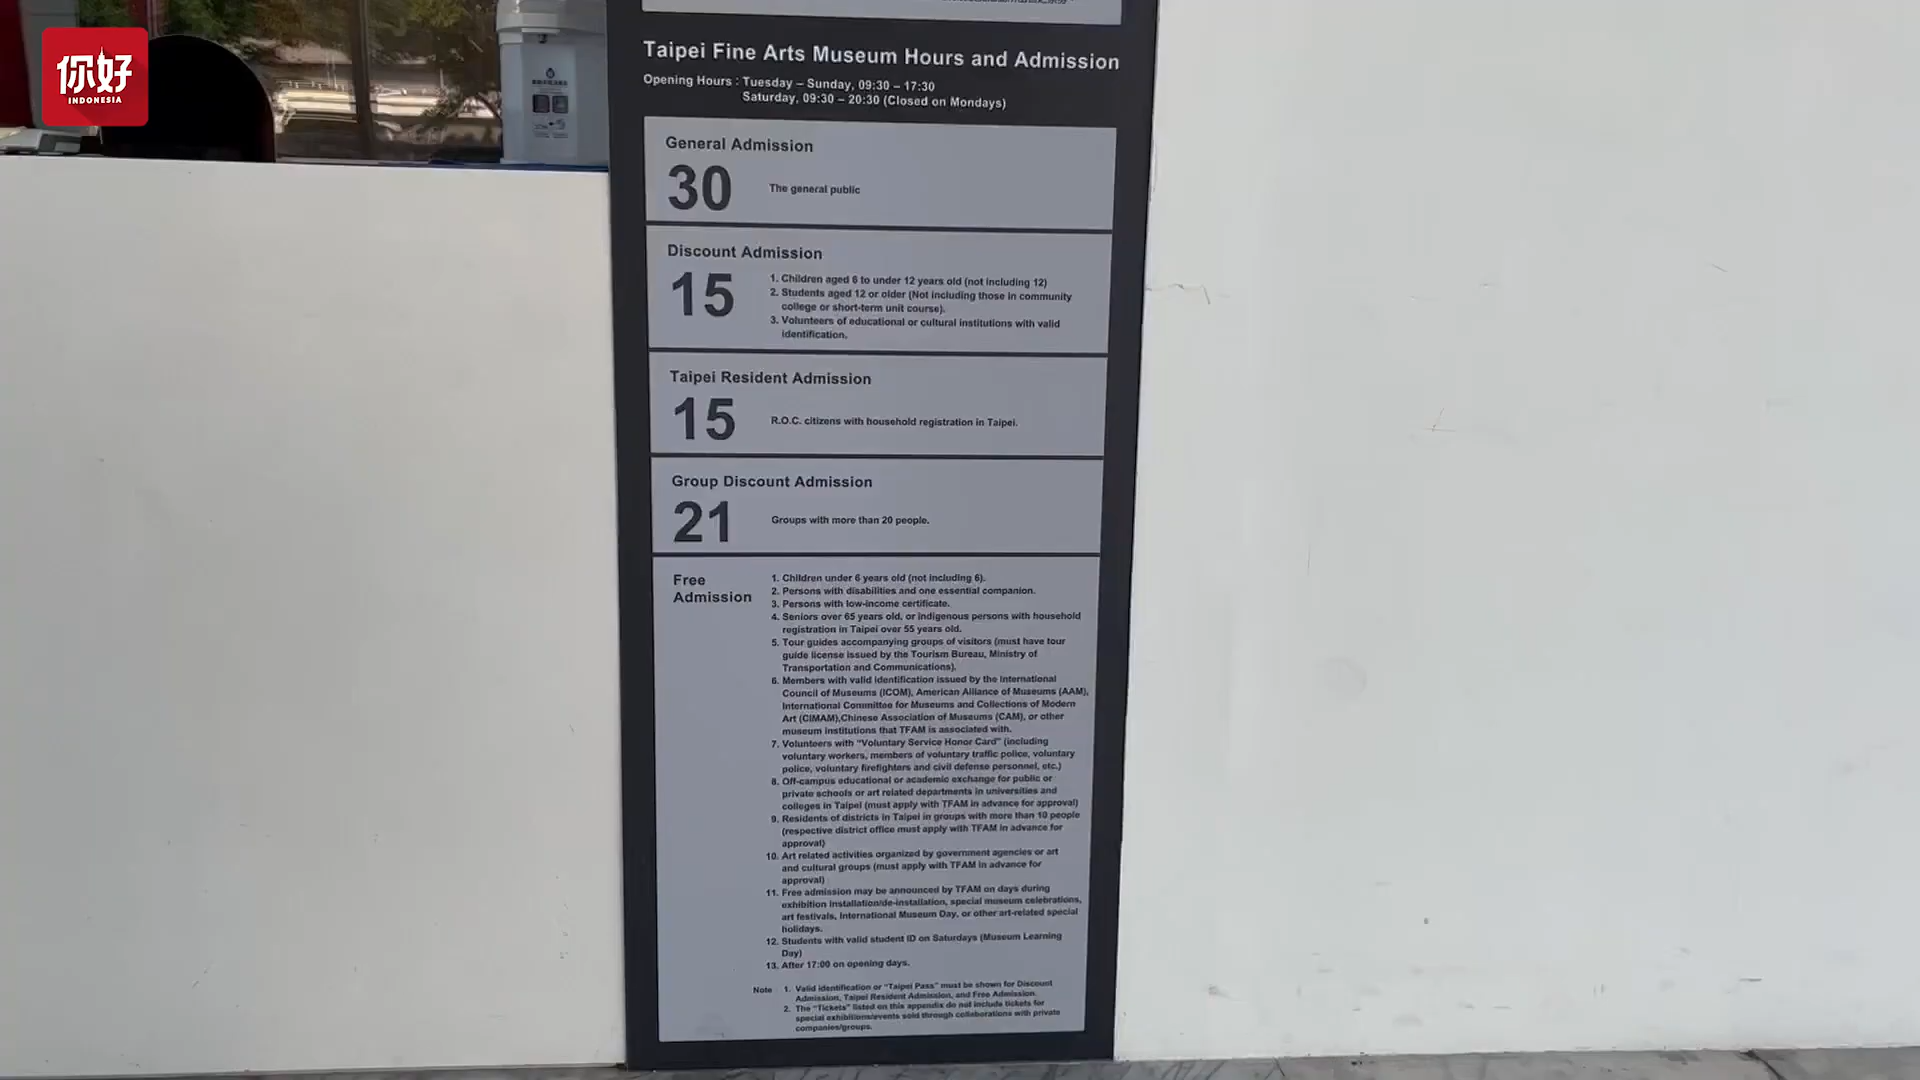 你好
INDONESIA
Taipei Fine Arts Museum Hours and Admission
Opening Hours : Tuesday – Sunday, 09:30 – 17:30
Saturday, 09:30 – 20:30 (Closed on Mondays)
General Admission
30
The general public
Discount Admission
15
1. Children aged 6 to under 12 years old (not including 12)
2. Students aged 12 or older (Not including those in community
college or short-term unit course).
3. Volunteers of educational or cultural institutions with valid
identification.
Taipei Resident Admission
15
R.O.C. citizens with household registration in Taipei.
Group Discount Admission
21
Groups with more than 20 people.
Free
Admission
1. Children under 6 years old (not including 6).
2. Persons with disabilities and one essential companion.
3. Persons with low-income certificate.
4. Seniors over 65 years old, or indigenous persons with household
registration in Taipei over 55 years old.
5. Tour guides accompanying groups of visitors (must have tour
guide license issued by the Tourism Bureau, Ministry of
Transportation and Communications).
6. Members with valid identification issued by the International
Council of Museums (ICOM), American Alliance of Museums (AAM),
International Committee for Museums and Collections of Modern
Art (CIMAM),Chinese Association of Museums (CAM), or other
museum institutions that TFAM is associated with.
7. Volunteers with "Voluntary Service Honor Card" (including
voluntary workers, members of voluntary traffic police, voluntary
police, voluntary firefighters and civil defense personnel, etc.)
8. Off-campus educational or academic exchange for public or
private schools or art related departments in universities and
colleges in Taipei (must apply with TFAM in advance for approval)
9. Residents of districts in Taipei in groups with more than 10 people
(respective district office must apply with TFAM in advance for
approval)
10. Art related activities organized by government agencies or art
and cultural groups (must apply with TFAM in advance for
approval)
11. Free admission may be announced by TFAM on days during
exhibition installation/de-installation, special museum celebrations,
art festivals, International Museum Day, or other art-related special
holidays.
12. Students with valid student ID on Saturdays (Museum Learning
Day)
13. After 17:00 on opening days.
Note 1. Valid identification or "Taipei Pass" must be shown for Discount
Admission, Taipei Resident Admission, and Free Admission.
2. The "Tickets" listed on this appendix do not include tickets for
special exhibitions/events sold through collaborations with private
companies/groups.